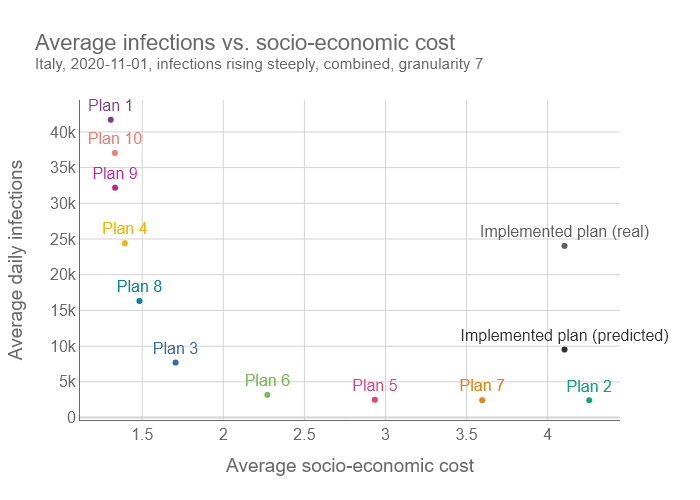 Average infections vs. socio-economic cost
Italy, 2020-11-01, infections rising steeply, combined, granularity 7
Plan 1
40k
Plan 10
35k
Plan 9
30k
Plan 4
Implemented plan (real)
25k
20k
Plan 8
15k
Implemented plan (predicted)
10k
Plan 3
5k
Plan 6
Plan 5
Plan 7
Plan 2
0
1.5
2
2.5
3
3.5
4
Average daily infections
Average socio-economic cost